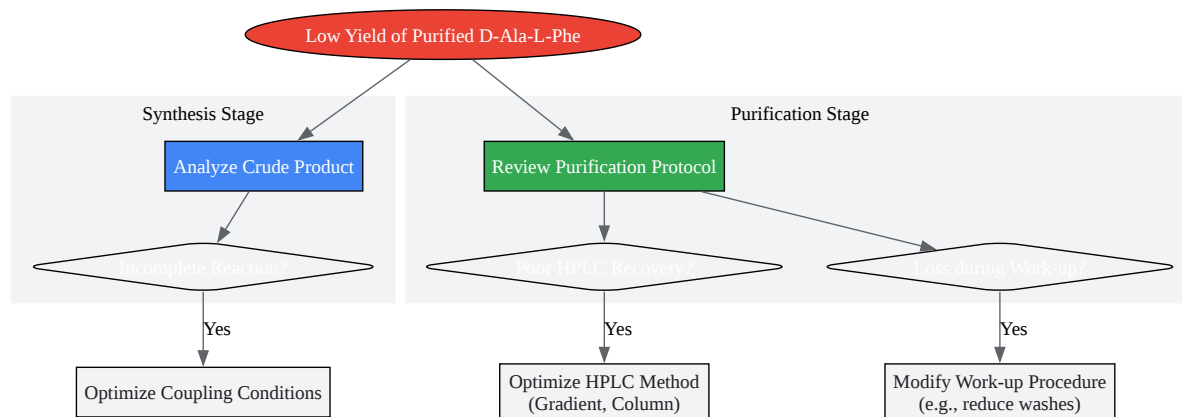 Low Yield of Purified D-Ala-L-Phe
Synthesis Stage
Purification Stage
Analyze Crude Product
Review Purification Protocol
Incomplete Reaction?
Poor HPLC Recovery?
Loss during Work-up?
Yes
Yes
Yes
Optimize Coupling Conditions
Optimize HPLC Method
(Gradient, Column)
Modify Work-up Procedure
(e.g., reduce washes)